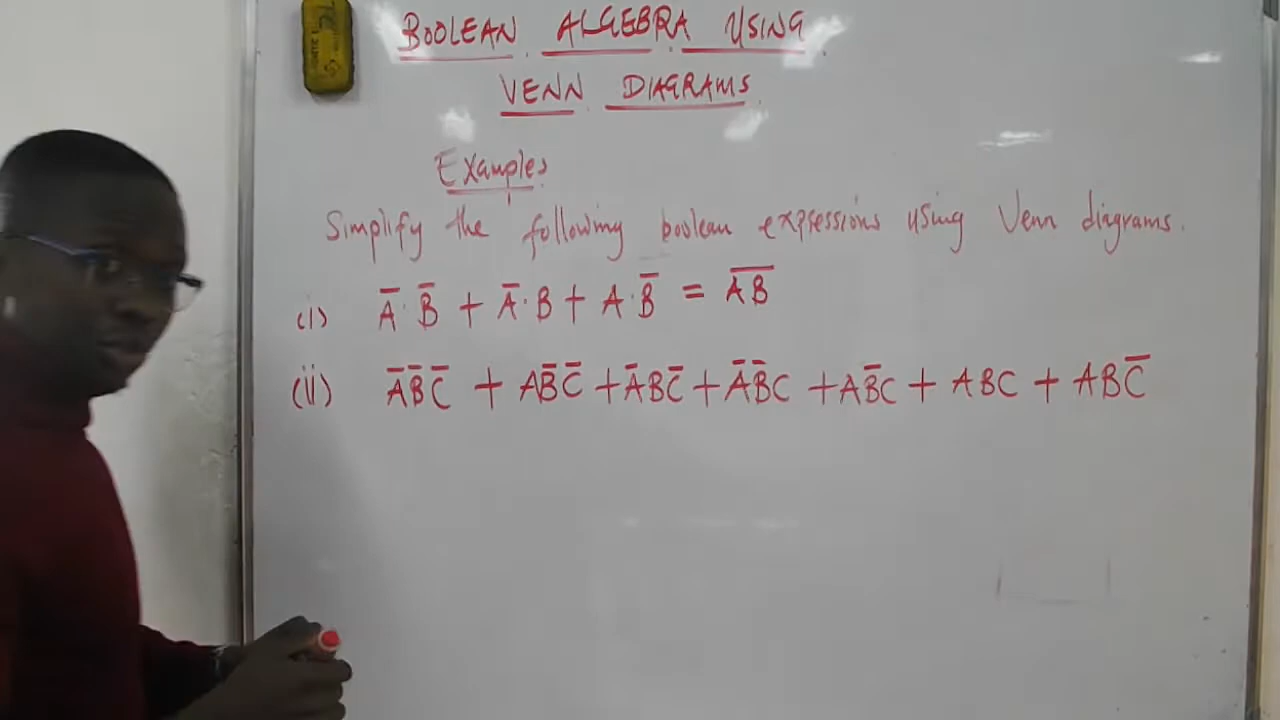 BOOLEAN ALGEBRA USING
VENN DIAGRAMS
Examples
Simplify the following boolean expressions using Venn diagrams.
(i) A̅·B̅ + A̅·B + A·B̅ = A̅B̅
(ii) A̅B̅C̅ + AB̅C̅ + A̅BC̅ + A̅B̅C + AB̅C + ABC + ABC̅